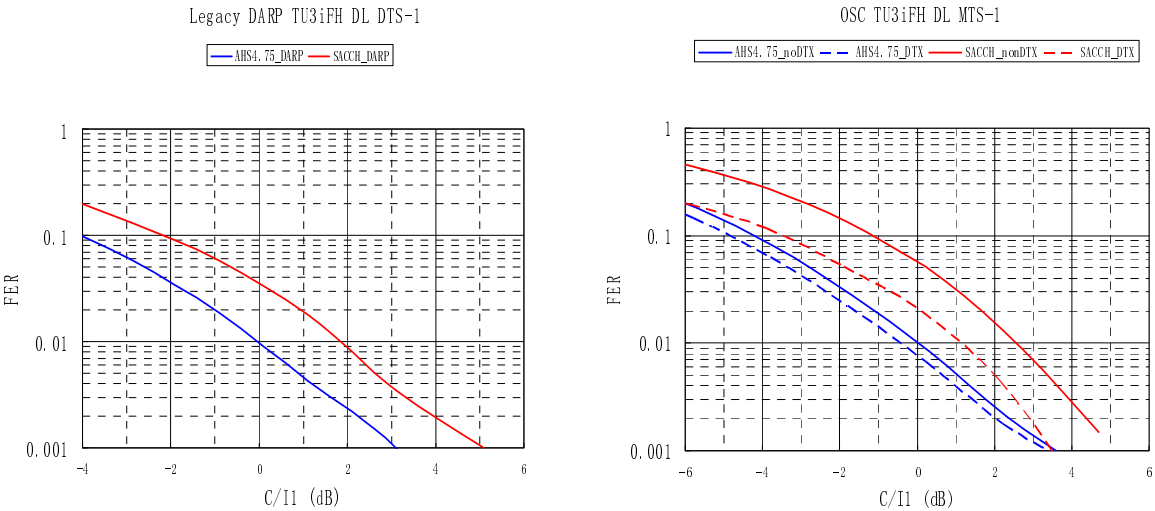 Legacy DARP TU3iFH DL DTS-1
AHS4.75_DARP SACCH_DARP
1
0.1
0.01
0.001
FER
-4 -2 0 2 4 6
C/I1 (dB)
OSC TU3iFH DL MTS-1
AHS4.75_noDTX AHS4.75_DTX SACCH_nonDTX SACCH_DTX
1
0.1
0.01
0.001
FER
-6 -4 -2 0 2 4 6
C/I1 (dB)